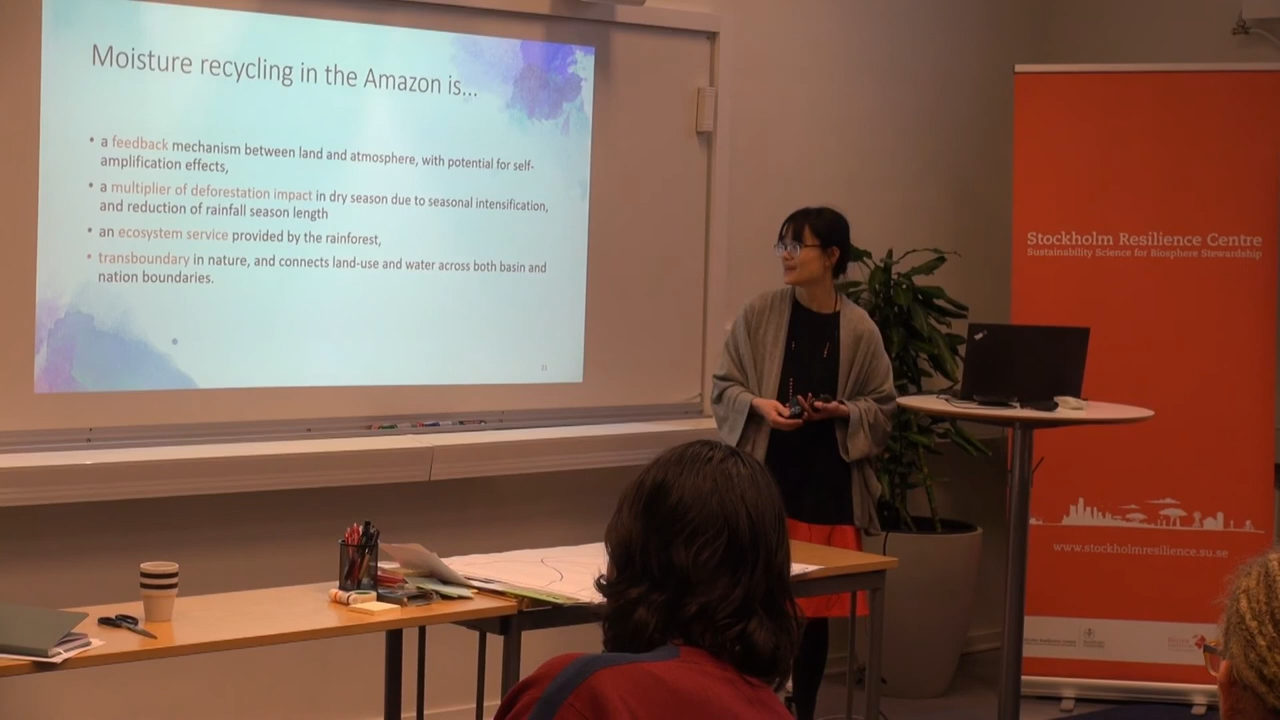 Moisture recycling in the Amazon is...
• a feedback mechanism between land and atmosphere, with potential for self-
amplification effects,
• a multiplier of deforestation impact in dry season due to seasonal intensification,
and reduction of rainfall season length
• an ecosystem service provided by the rainforest,
• transboundary in nature, and connects land-use and water across both basin and
nation boundaries.
21
Stockholm Resilience Centre
Sustainability Science for Biosphere Stewardship
www.stockholmresilience.su.se